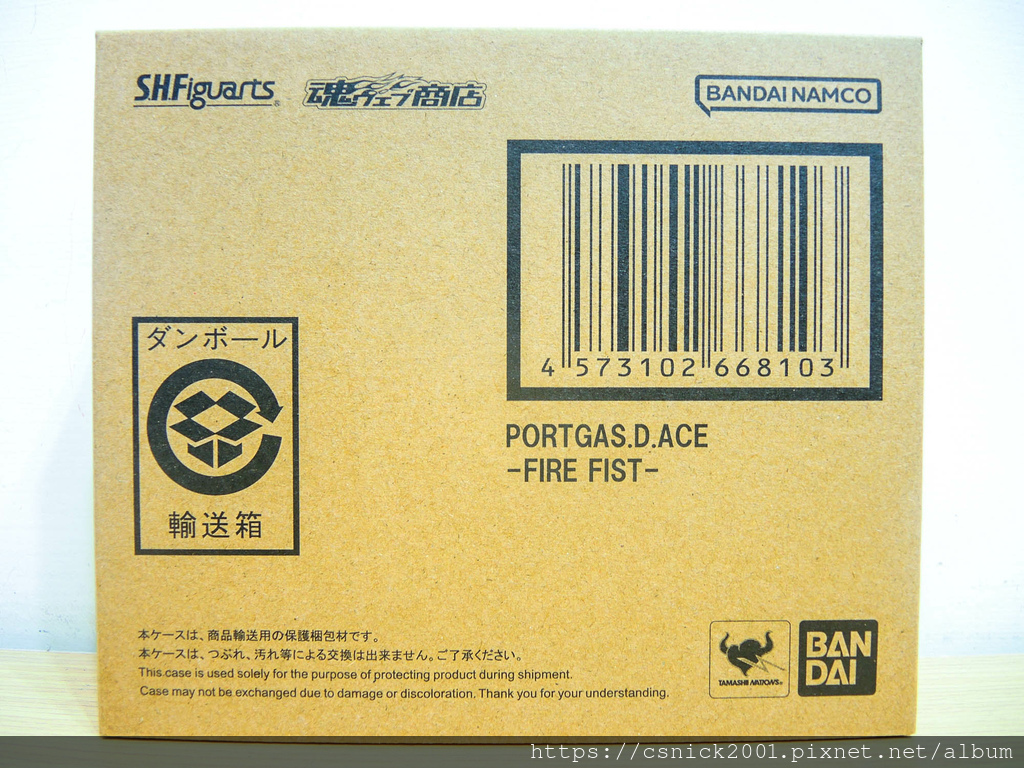 S.H.Figuarts®
魂ウェブ商店
BANDAI NAMCO
4 573102 668103
PORTGAS.D.ACE
-FIRE FIST-
ダンボール
輸送箱
本ケースは、商品輸送用の保護梱包材です。
本ケースは、つぶれ、汚れ等による交換は出来ません。ご了承ください。
This case is used solely for the purpose of protecting product during shipment.
Case may not be exchanged due to damage or discoloration. Thank you for your understanding.
TAMASHII NATIONS®
BAN
DAI
https://csnick2001.pixnet.net/album